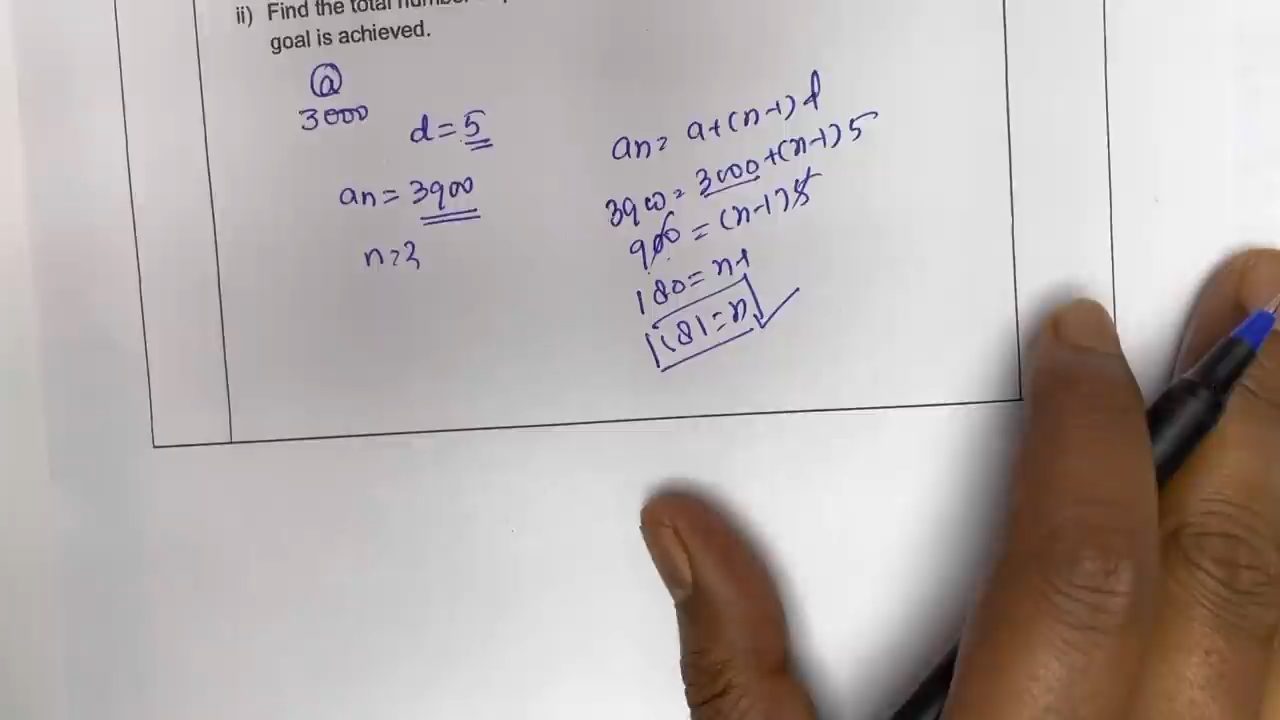 ii) Find the total number
goal is achieved.
a
3000
d = 5
an = 3900
n = ?
an = a+(n-1)d
3900 = 3000+(n-1)5
900 = (n-1)5
180 = n-1
181 = n